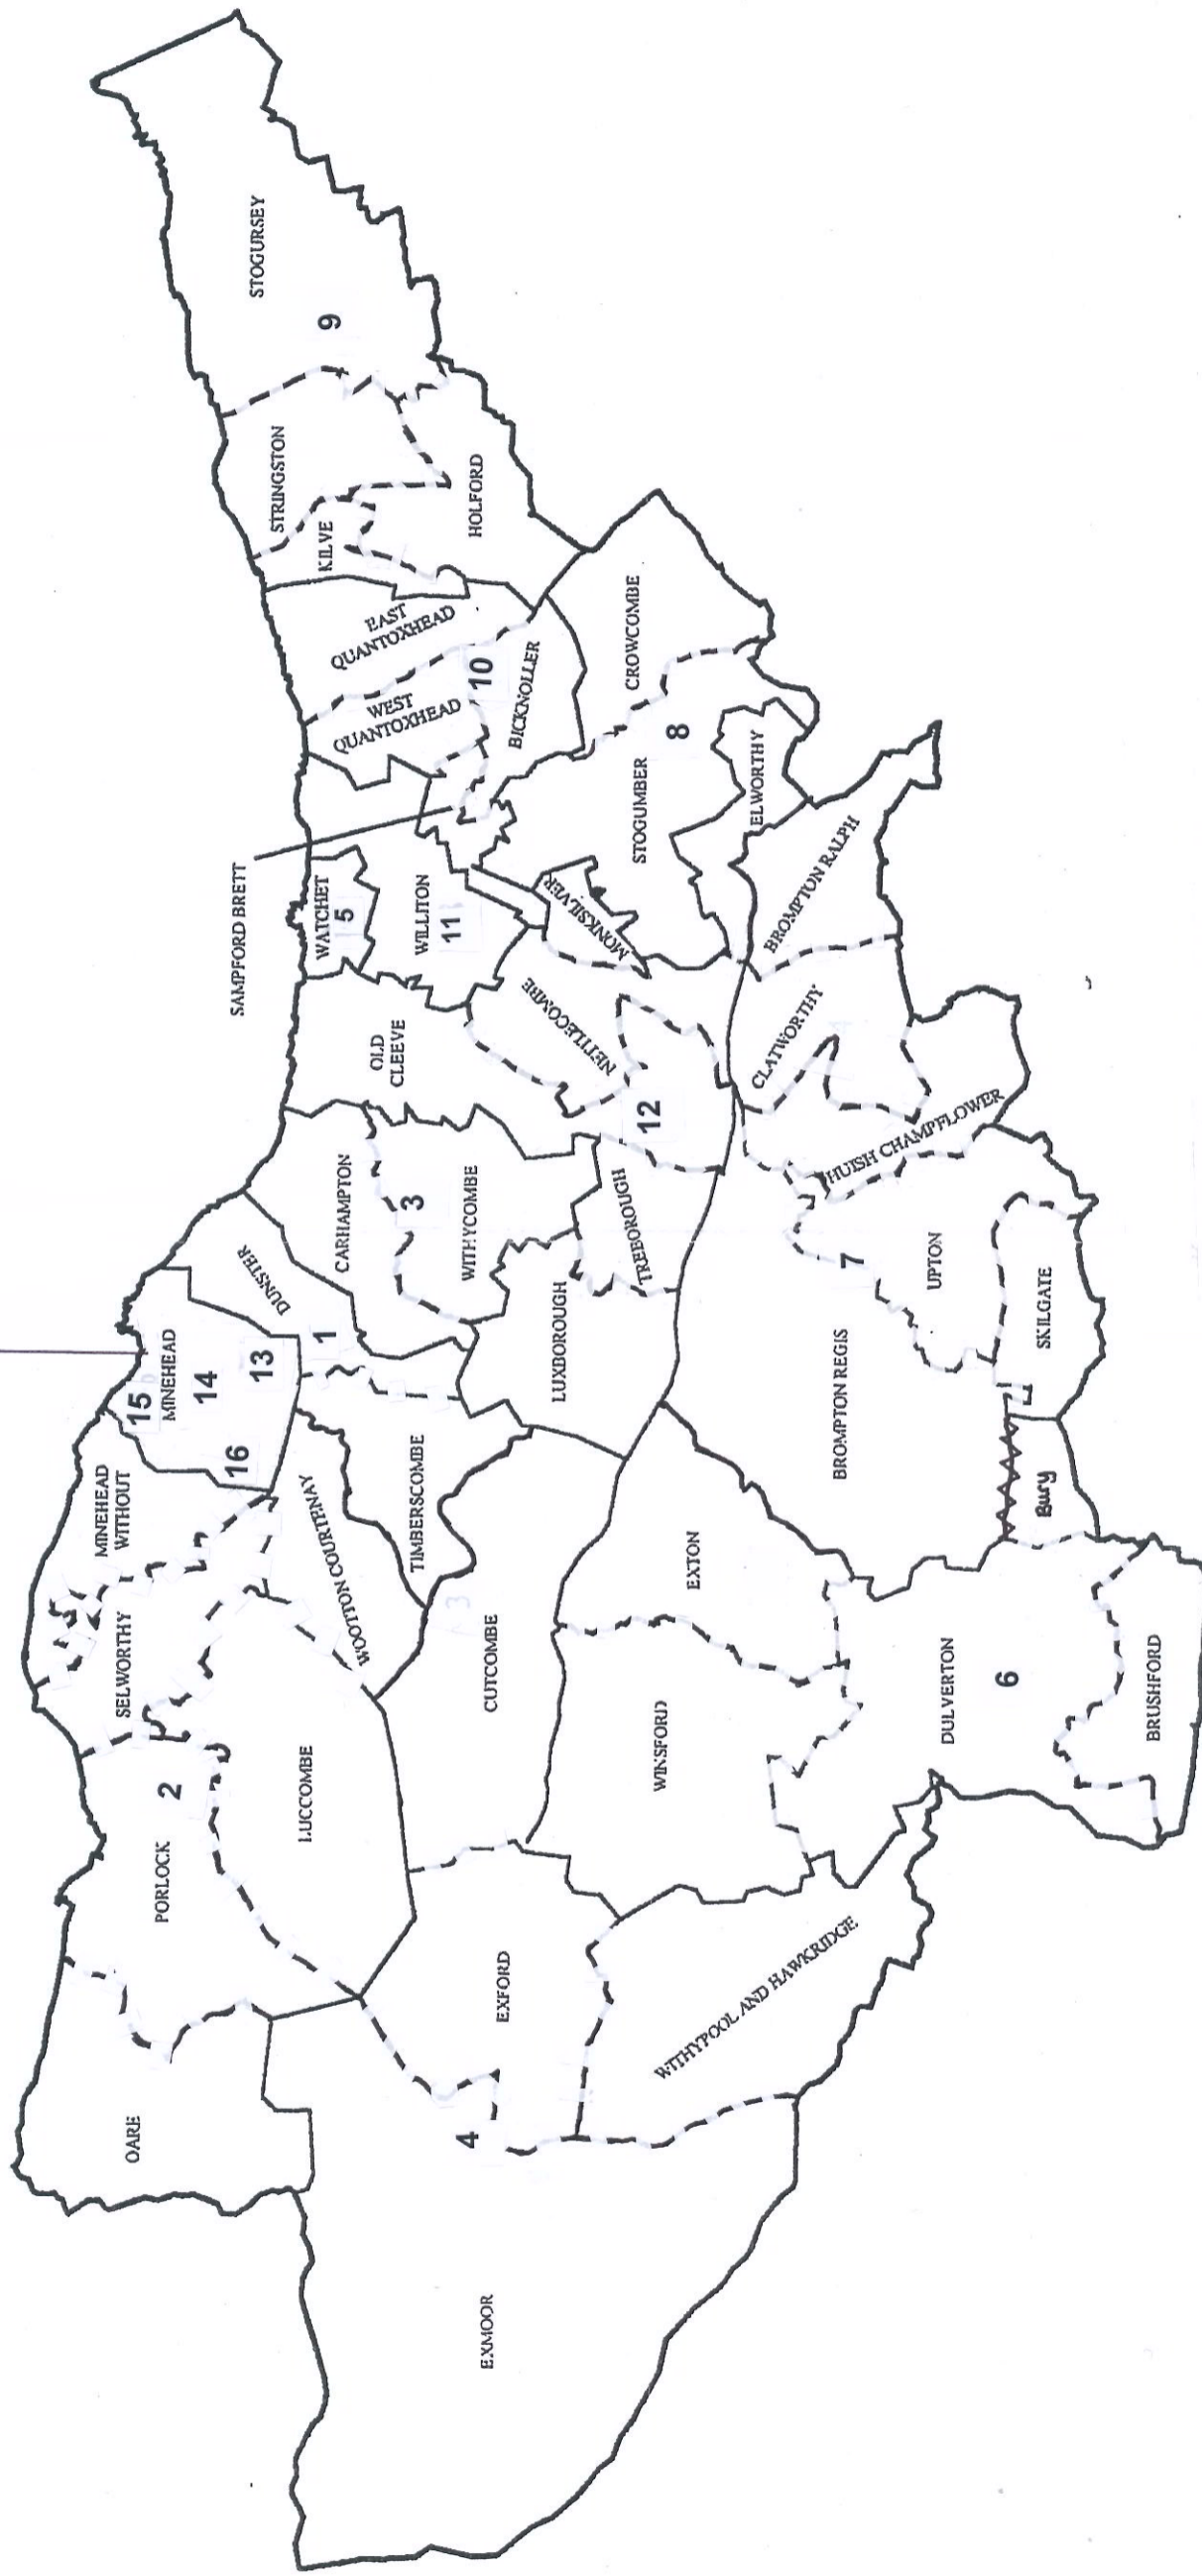 OARE
PORLOCK
2
SELWORTHY
MINEHEAD
WITHOUT
15
MINEHEAD
14
13
16
LUCCOMBE
WOOTTON COURTENAY
TIMBERSCOMBE
1
DUNSTER
CARHAMPTON
3
WITHYCOMBE
OLD
CLEEVE
SAMPFORD BRETT
WATCHET
5
WILLITON
11
WEST
QUANTOXHEAD
EAST
QUANTOXHEAD
10
BICKNOLLER
KILVE
STRINGSTON
HOLFORD
9
STOGURSEY
EXMOOR
4
EXFORD
CUTCOMBE
3
LUXBOROUGH
TREBOROUGH
12
NETTLECOMBE
MONKSILVER
STOGUMBER
8
CROWCOMBE
ELWORTHY
WITHYPOOL AND HAWKRIDGE
WINSFORD
EXTON
BROMPTON REGIS
7
UPTON
HUISH CHAMPFLOWER
CLATWORTHY
BROMPTON RALPH
DULVERTON
6
BRUSHFORD
Bury
SKILGATE